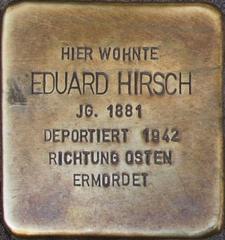 HIER WOHNTE
EDUARD HIRSCH
JG. 1881
DEPORTIERT 1942
RICHTUNG OSTEN
ERMORDET